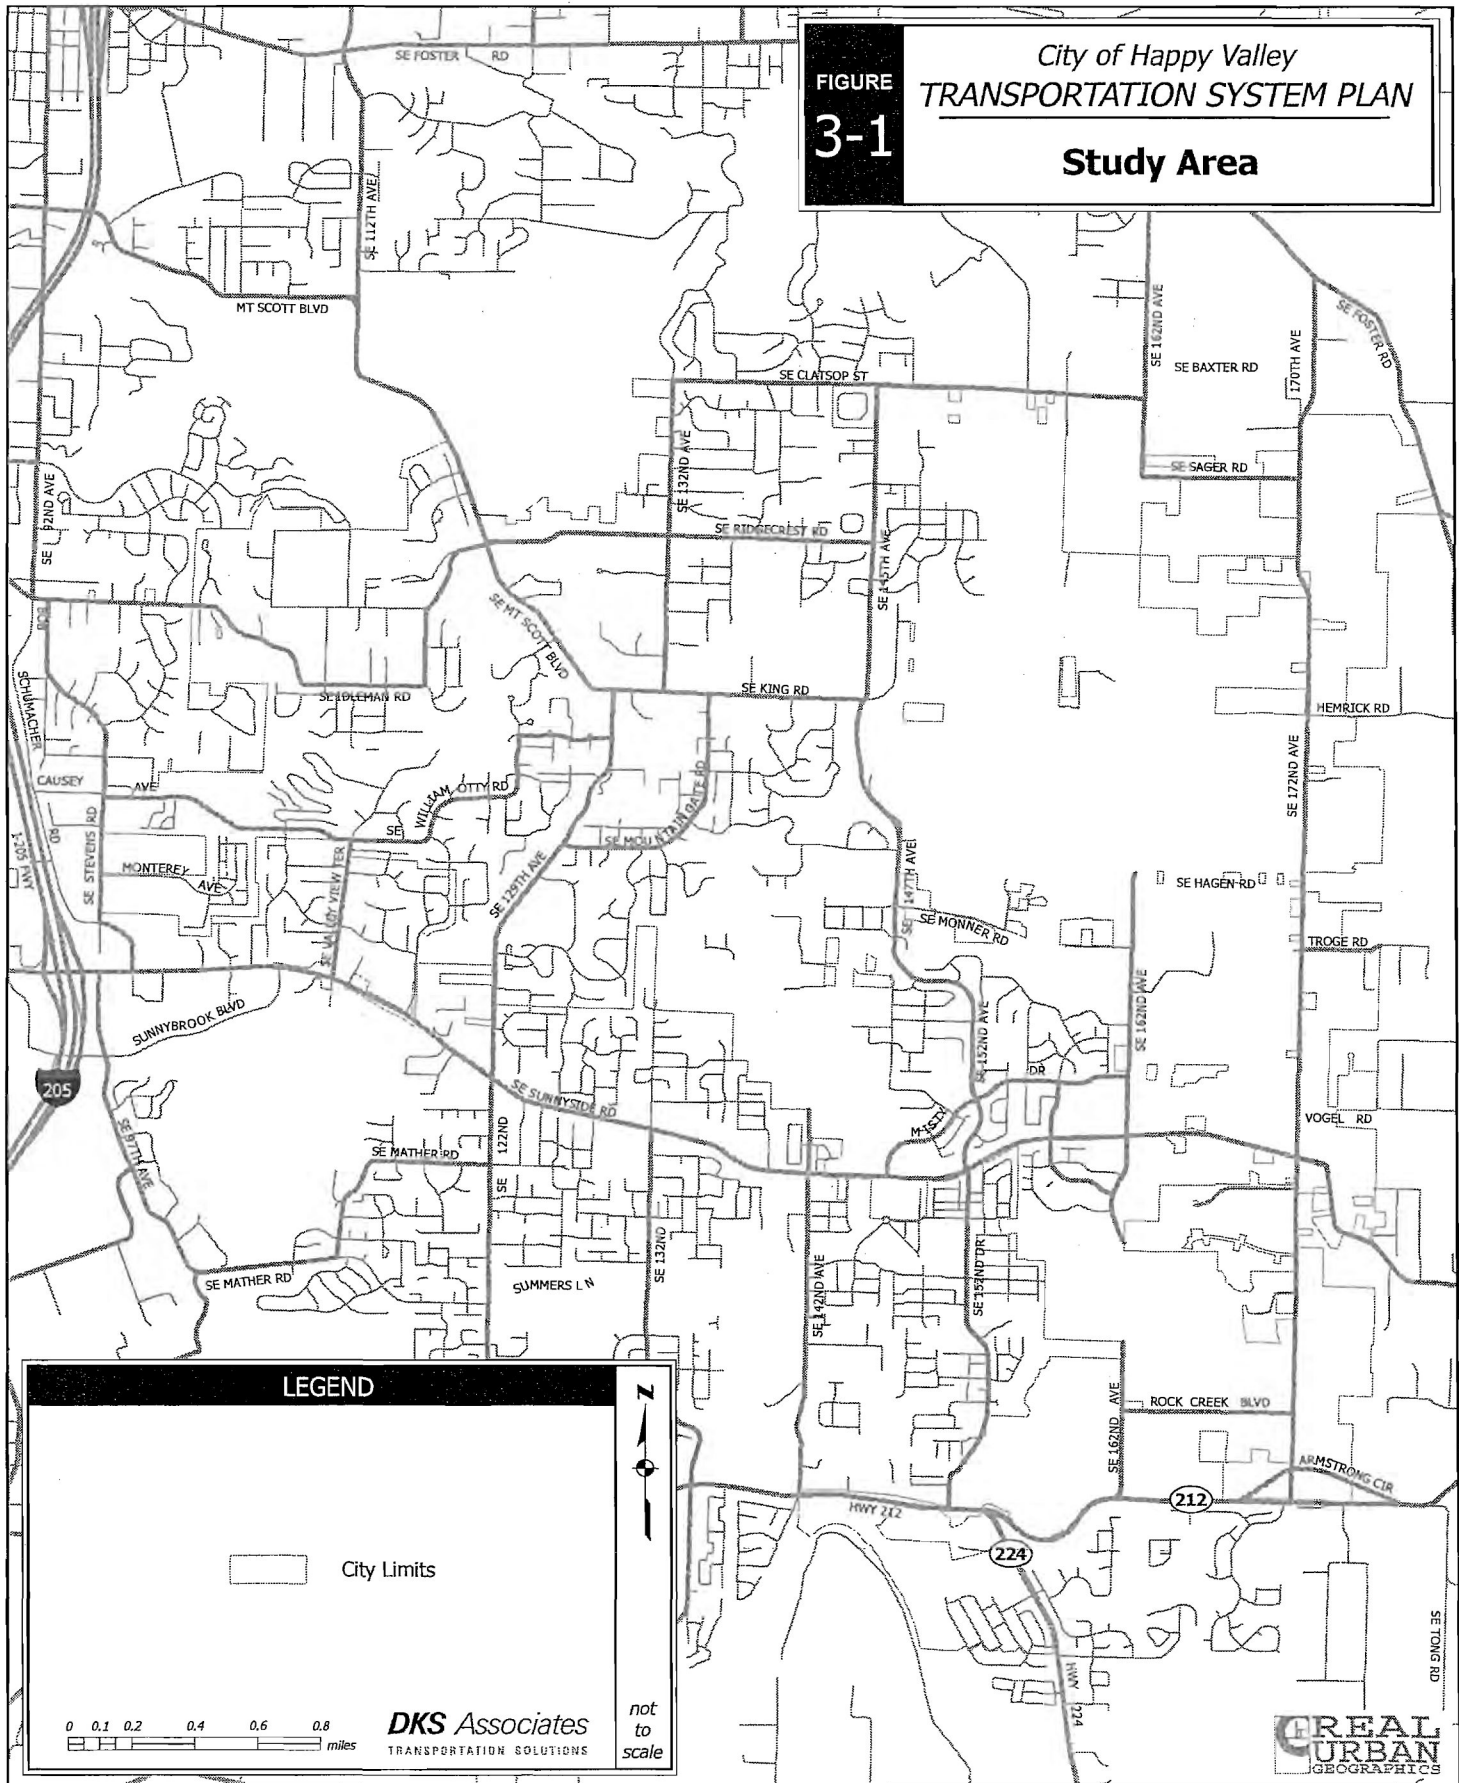 FIGURE
3-1
City of Happy Valley
TRANSPORTATION SYSTEM PLAN
Study Area
SE FOSTER RD
SE 112TH AVE
MT SCOTT BLVD
SE 162ND AVE
170TH AVE
SE FOSTER RD
SE BAXTER RD
SE CLATSOP ST
SE 132ND AVE
SE SAGER RD
SE 92ND AVE
SE RIDGECREST RD
SE 145TH AVE
BOB
SCHUMACHER
RD
SE MT SCOTT BLVD
SE IDLEMAN RD
SE KING RD
HEMRICK RD
SE 172ND AVE
CAUSEY AVE
SE WILLIAM OTTY RD
SE MOUNTAIN GATE RD
I-205 FWY
SE STEVENS RD
MONTEREY AVE
SE VALLEY VIEW TER
SE 129TH AVE
SE 147TH AVE
SE HAGEN RD
SE MONNER RD
TROGE RD
SE 162ND AVE
SUNNYBROOK BLVD
SE 152ND AVE
MISTY DR
205
SE SUNNYSIDE RD
VOGEL RD
SE 97TH AVE
SE MATHER RD
SE 122ND
SE MATHER RD
SUMMERS LN
SE 132ND
SE 142ND AVE
SE 152ND DR
SE 162ND AVE
ROCK CREEK BLVD
ARMSTRONG CIR
HWY 212
212
224
HWY 224
SE TONG RD
LEGEND
City Limits
0 0.1 0.2 0.4 0.6 0.8
miles
DKS Associates
TRANSPORTATION SOLUTIONS
N
not
to
scale
REAL
URBAN
GEOGRAPHICS